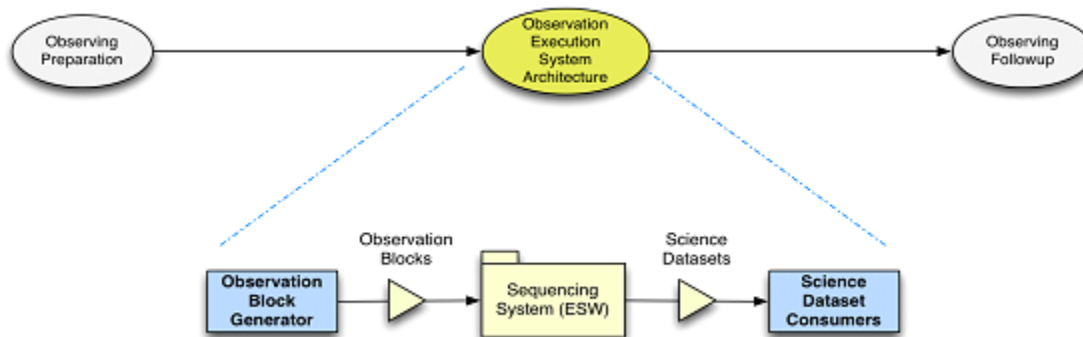 Observing
Preparation
Observation
Execution
System
Architecture
Observing
Followup
Observation
Blocks
Science
Datasets
Observation
Block
Generator
Sequencing
System (ESW)
Science
Dataset
Consumers